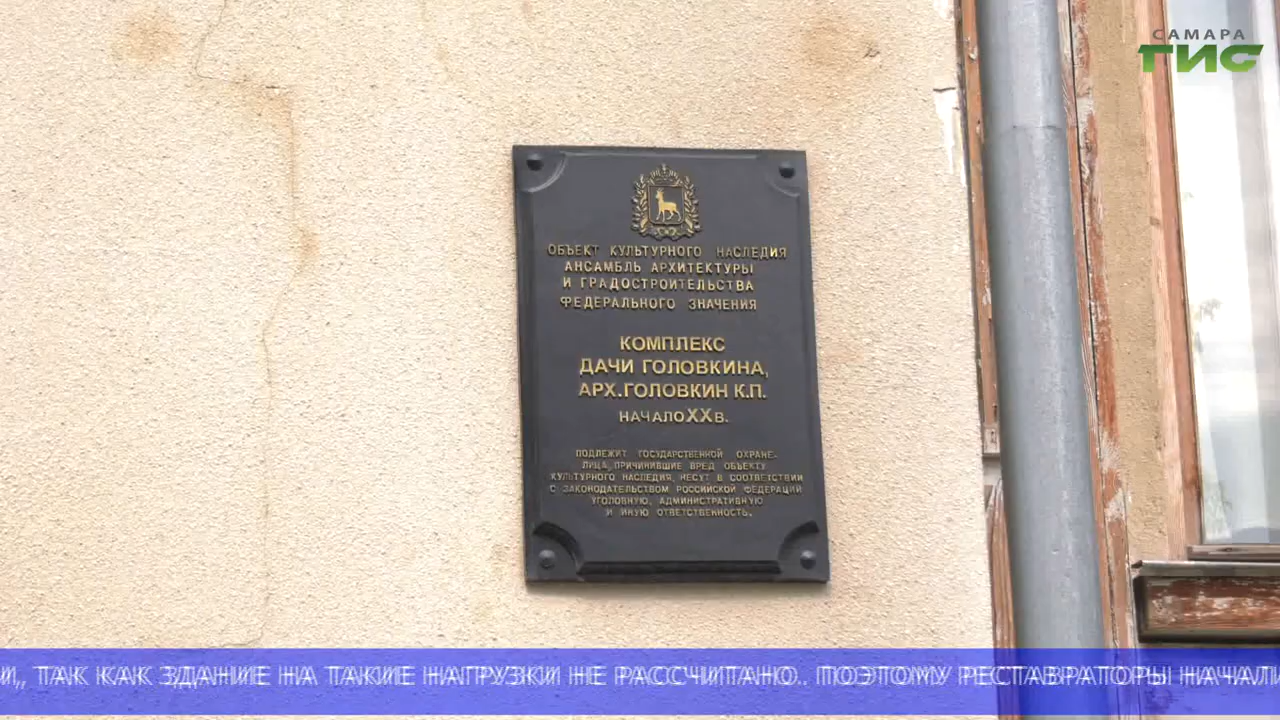 САМАРА
ГИС
ОБЪЕКТ КУЛЬТУРНОГО НАСЛЕДИЯ
АНСАМБЛЬ АРХИТЕКТУРЫ
И ГРАДОСТРОИТЕЛЬСТВА
ФЕДЕРАЛЬНОГО ЗНАЧЕНИЯ
КОМПЛЕКС
ДАЧИ ГОЛОВКИНА,
АРХ.ГОЛОВКИН К.П.
НАЧАЛО XX В.
ПОДЛЕЖИТ ГОСУДАРСТВЕННОЙ ОХРАНЕ.
ЛИЦА, ПРИЧИНИВШИЕ ВРЕД ОБЪЕКТУ
КУЛЬТУРНОГО НАСЛЕДИЯ, НЕСУТ В СООТВЕТСТВИИ
С ЗАКОНОДАТЕЛЬСТВОМ РОССИЙСКОЙ ФЕДЕРАЦИЙ
УГОЛОВНУЮ, АДМИНИСТРАТИВНУЮ
И ИНУЮ ОТВЕТСТВЕННОСТЬ.
И, ТАК КАК ЗДАНИЕ НА ТАКИЕ НАГРУЗКИ НЕ РАССЧИТАНО. ПОЭТОМУ РЕСТАВРАТОРЫ НАЧАЛИ